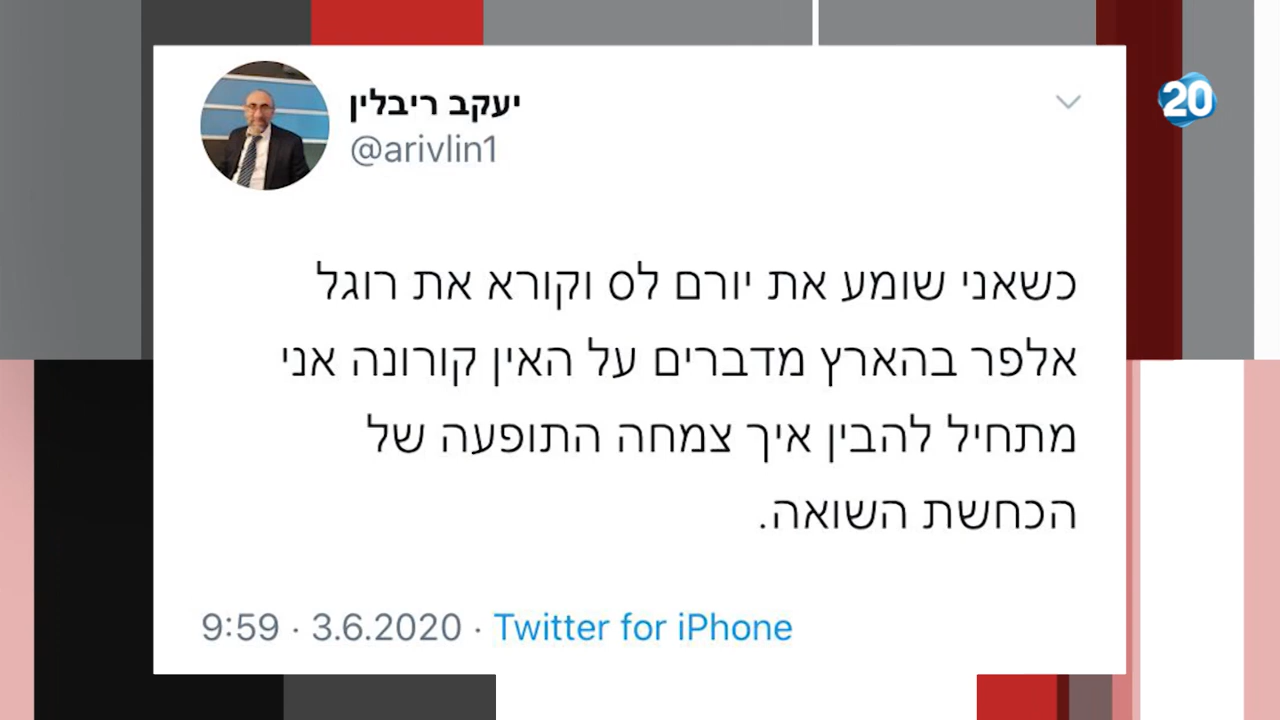 יעקב ריבלין
@arivlin1
20
כשאני שומע את יורם לס וקורא את רוגל
אלפר בהארץ מדברים על האין קורונה אני
מתחיל להבין איך צמחה התופעה של
הכחשת השואה.
9:59 · 3.6.2020 · Twitter for iPhone